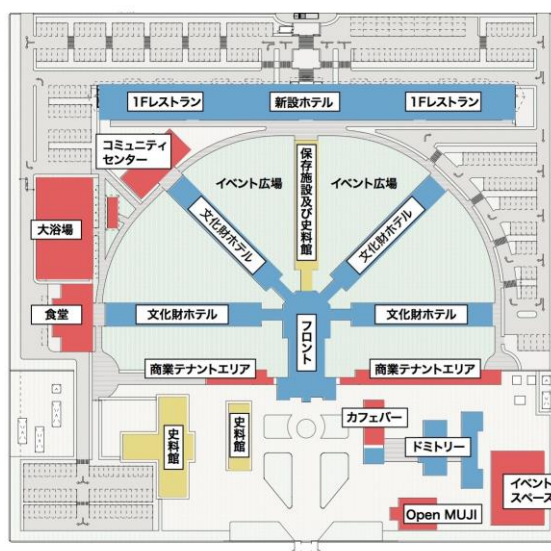 1Fレストラン
新設ホテル
1Fレストラン
コミュニティ
センター
イベント広場
保存施設及び史料館
イベント広場
大浴場
文化財ホテル
文化財ホテル
食堂
文化財ホテル
フロント
文化財ホテル
商業テナントエリア
商業テナントエリア
史料館
史料館
カフェバー
ドミトリー
イベント
スペース
Open MUJI